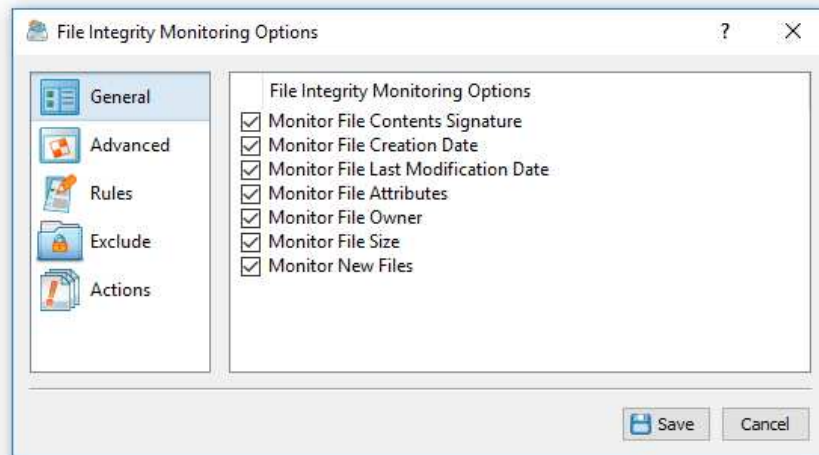 File Integrity Monitoring Options
?
General
Advanced
Rules
Exclude
Actions
File Integrity Monitoring Options
Monitor File Contents Signature
Monitor File Creation Date
Monitor File Last Modification Date
Monitor File Attributes
Monitor File Owner
Monitor File Size
Monitor New Files
Save
Cancel